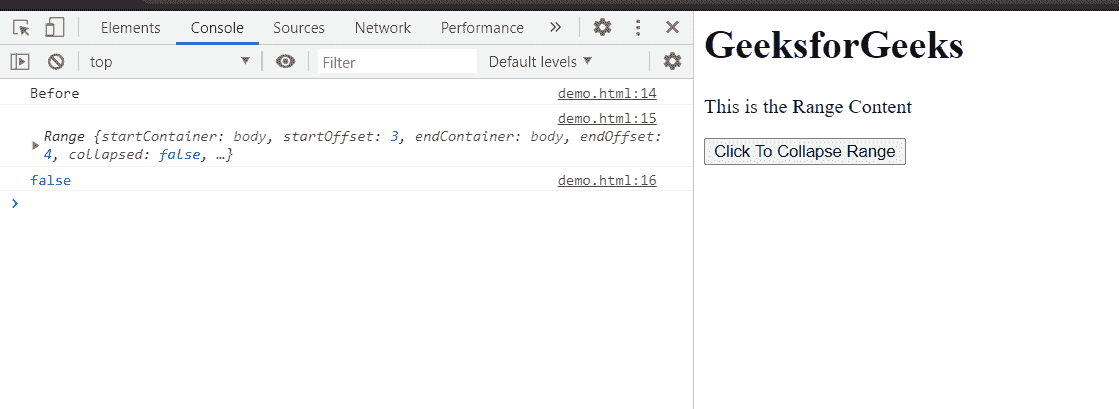 Elements Console Sources Network Performance »
top ▼ Filter Default levels ▼
Before demo.html:14
demo.html:15
▶ Range {startContainer: body, startOffset: 3, endContainer: body, endOffset:
4, collapsed: false, …}
false demo.html:16
>
GeeksforGeeks
This is the Range Content
Click To Collapse Range